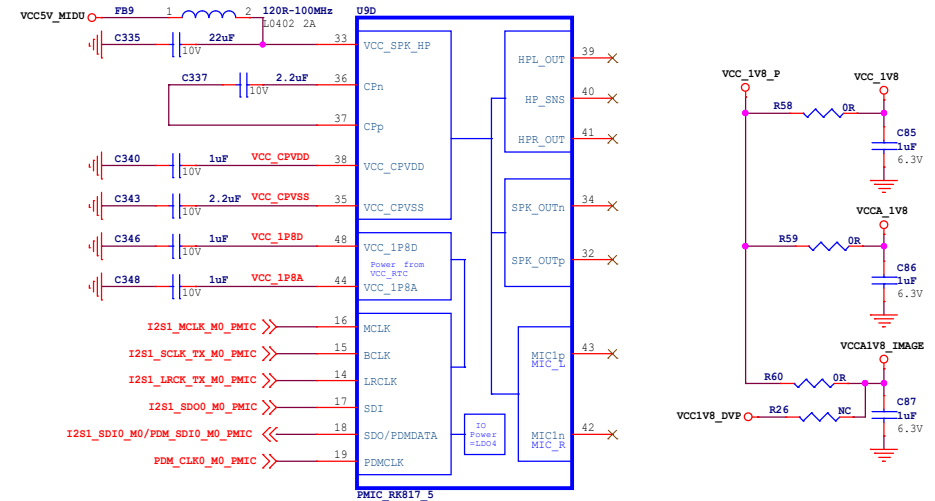 VCC5V_MIDU
FB9
1
2
120R-100MHz
L0402 2A
U9D
C335
22uF
10V
33
VCC_SPK_HP
C337
2.2uF
10V
36
CPn
37
CPp
C340
1uF
10V
VCC_CPVDD
38
VCC_CPVDD
C343
2.2uF
10V
VCC_CPVSS
35
VCC_CPVSS
C346
1uF
10V
VCC_1P8D
48
VCC_1P8D
Power from
VCC_RTC
C348
1uF
10V
VCC_1P8A
44
VCC_1P8A
I2S1_MCLK_M0_PMIC
16
MCLK
I2S1_SCLK_TX_M0_PMIC
15
BCLK
I2S1_LRCK_TX_M0_PMIC
14
LRCLK
I2S1_SDO0_M0_PMIC
17
SDI
I2S1_SDI0_M0/PDM_SDI0_M0_PMIC
18
SDO/PDMDATA
PDM_CLK0_M0_PMIC
19
PDMCLK
IO
Power
=LDO4
HPL_OUT
39
HP_SNS
40
HPR_OUT
41
SPK_OUTn
34
SPK_OUTp
32
MIC1p
MIC_L
43
MIC1n
MIC_R
42
PMIC_RK817_5
VCC_1V8_P
VCC_1V8
R58
0R
C85
1uF
6.3V
VCCA_1V8
R59
0R
C86
1uF
6.3V
VCCA1V8_IMAGE
R60
0R
VCC1V8_DVP
R26
NC
C87
1uF
6.3V